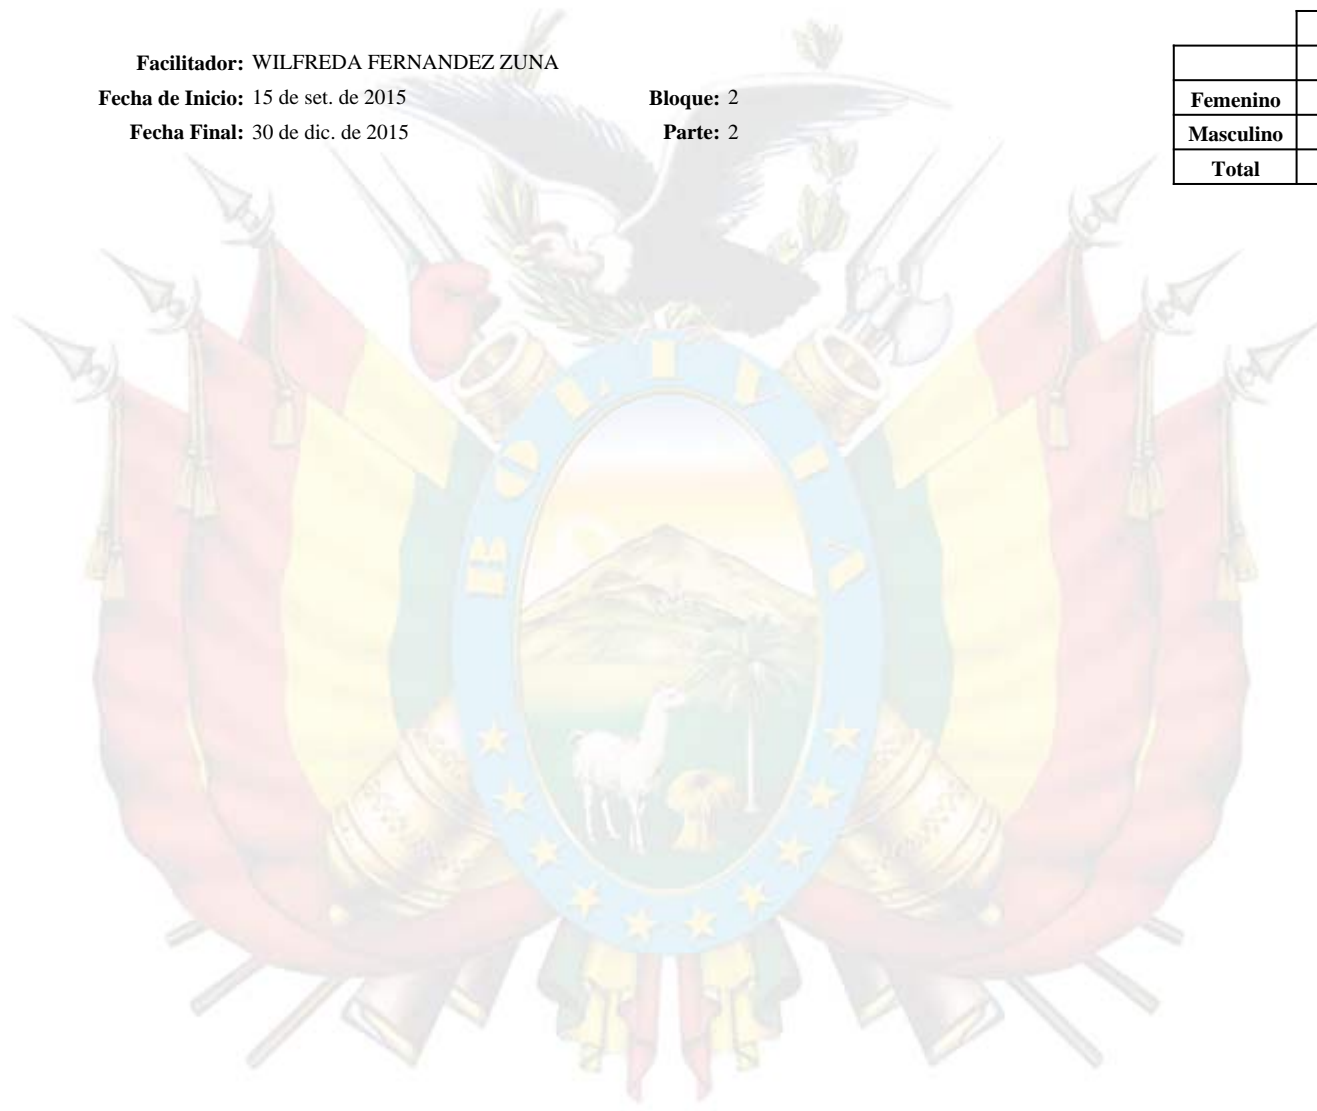 Facilitador: WILFREDA FERNANDEZ ZUNA
Fecha de Inicio: 15 de set. de 2015 Bloque: 2
Fecha Final: 30 de dic. de 2015 Parte: 2
Femenino
Masculino
Total
BOLIVIA